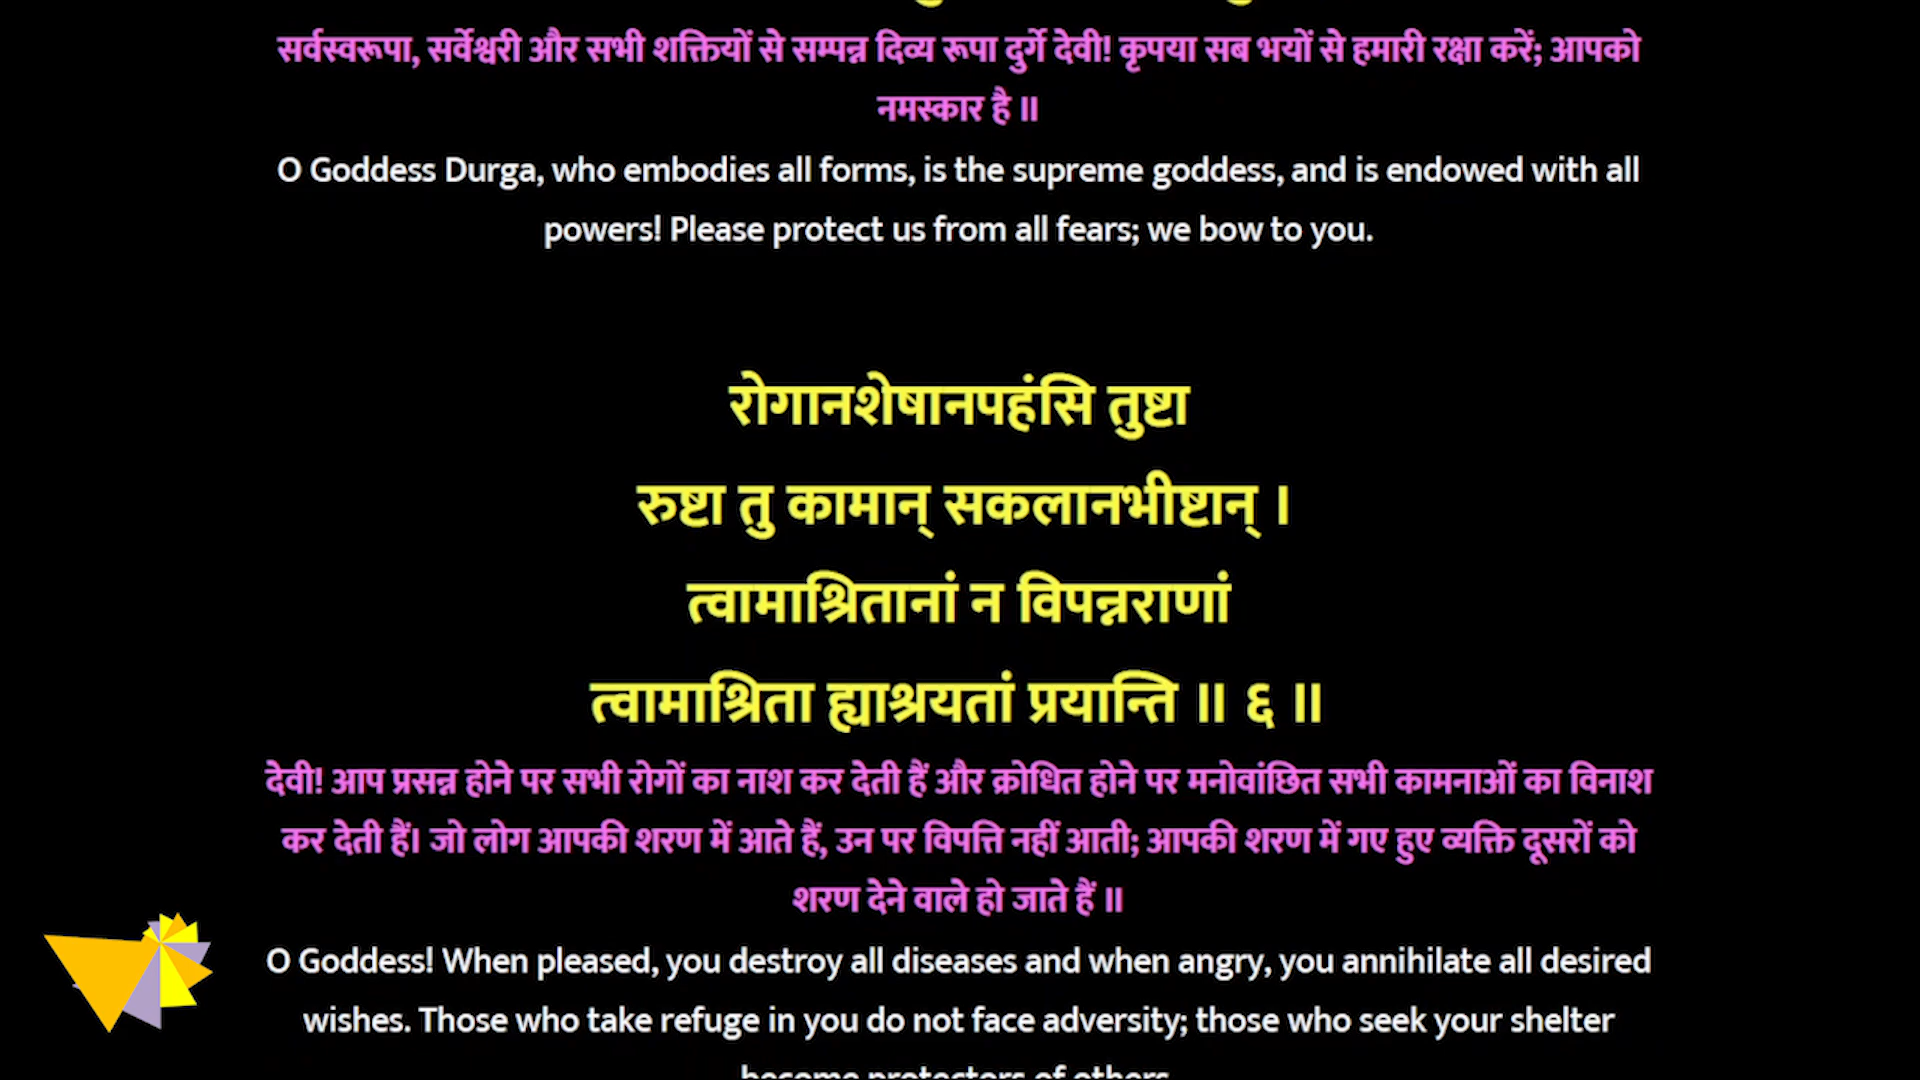 सर्वस्वरूपा, सर्वेश्वरी और सभी शक्तियों से सम्पन्न दिव्य रूपा दुर्गे देवी! कृपया सब भयों से हमारी रक्षा करें; आपको
नमस्कार है ॥
O Goddess Durga, who embodies all forms, is the supreme goddess, and is endowed with all
powers! Please protect us from all fears; we bow to you.
रोगानशेषानपहंसि तुष्टा
रुष्टा तु कामान् सकलानभीष्टान् ।
त्वामाश्रितानां न विपन्नराणां
त्वामाश्रिता ह्याश्रयतां प्रयान्ति ॥ ६ ॥
देवी! आप प्रसन्न होने पर सभी रोगों का नाश कर देती हैं और क्रोधित होने पर मनोवांछित सभी कामनाओं का विनाश
कर देती हैं। जो लोग आपकी शरण में आते हैं, उन पर विपत्ति नहीं आती; आपकी शरण में गए हुए व्यक्ति दूसरों को
शरण देने वाले हो जाते हैं ॥
O Goddess! When pleased, you destroy all diseases and when angry, you annihilate all desired
wishes. Those who take refuge in you do not face adversity; those who seek your shelter
become protectors of others.